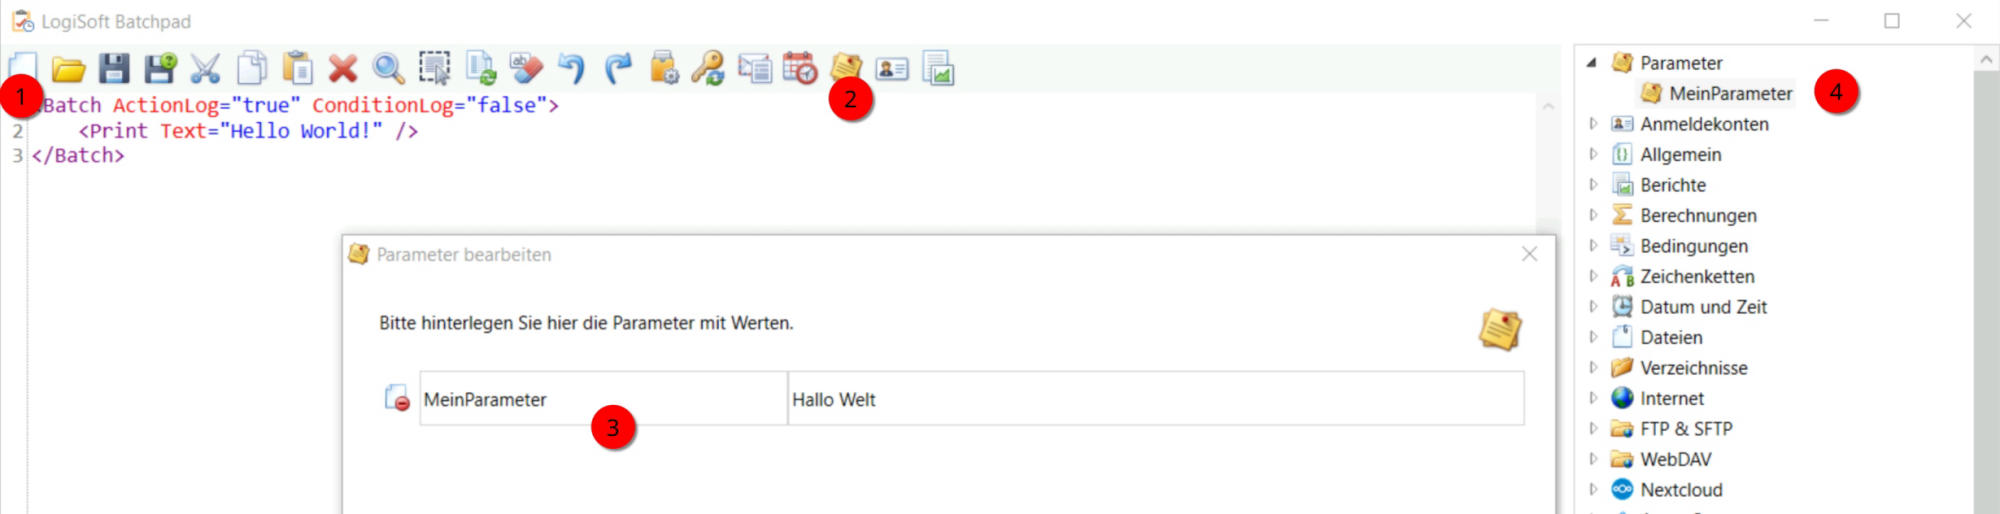 LogiSoft Batchpad
1
2
Batch ActionLog="true" ConditionLog="false">
2 <Print Text="Hello World!" />
3 </Batch>
Parameter bearbeiten
Bitte hinterlegen Sie hier die Parameter mit Werten.
MeinParameter Hallo Welt
3
Parameter
MeinParameter 4
Anmeldekonten
Allgemein
Berichte
Berechnungen
Bedingungen
Zeichenketten
Datum und Zeit
Dateien
Verzeichnisse
Internet
FTP & SFTP
WebDAV
Nextcloud